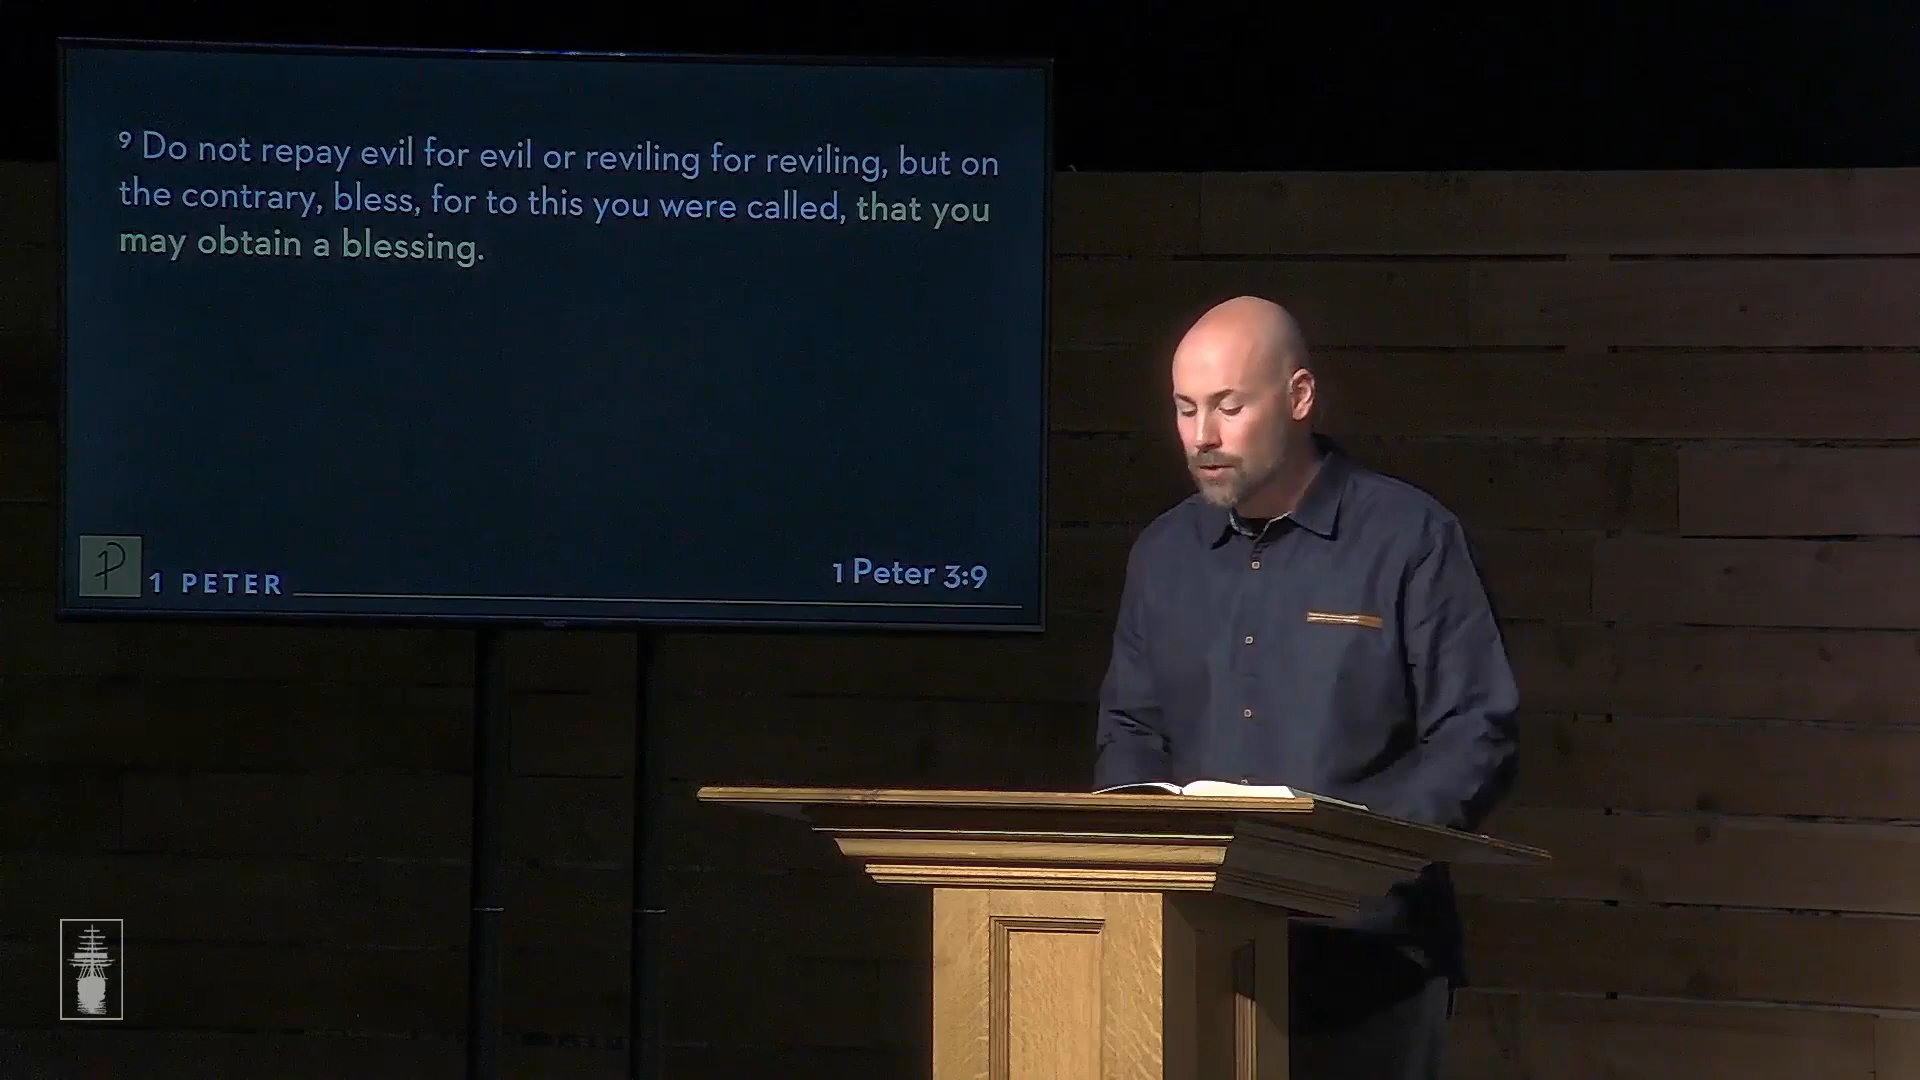 9 Do not repay evil for evil or reviling for reviling, but on
the contrary, bless, for to this you were called, that you
may obtain a blessing.
1P
1 PETER
1 Peter 3:9